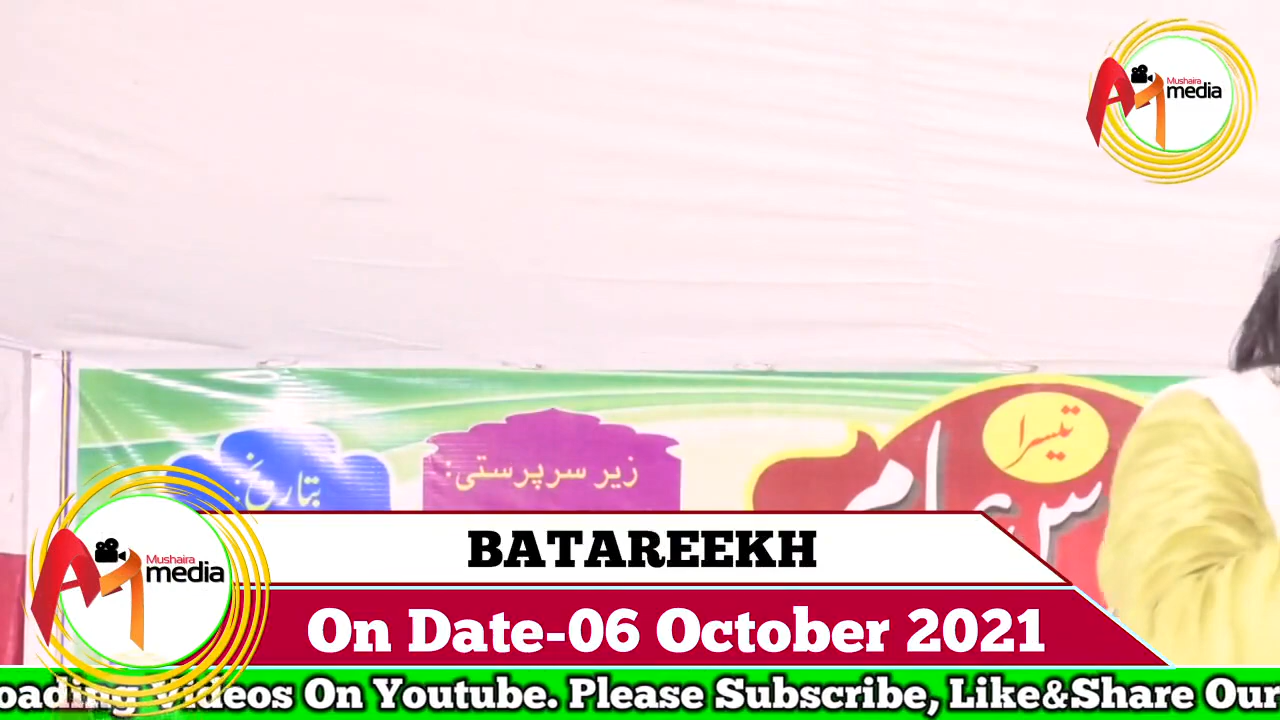 Mushaira
media
تیسرا
زیر سرپرستی:
بتاریخ:
BATAREEKH
Mushaira
media
On Date-06 October 2021
oading Videos On Youtube. Please Subscribe, Like&Share Our